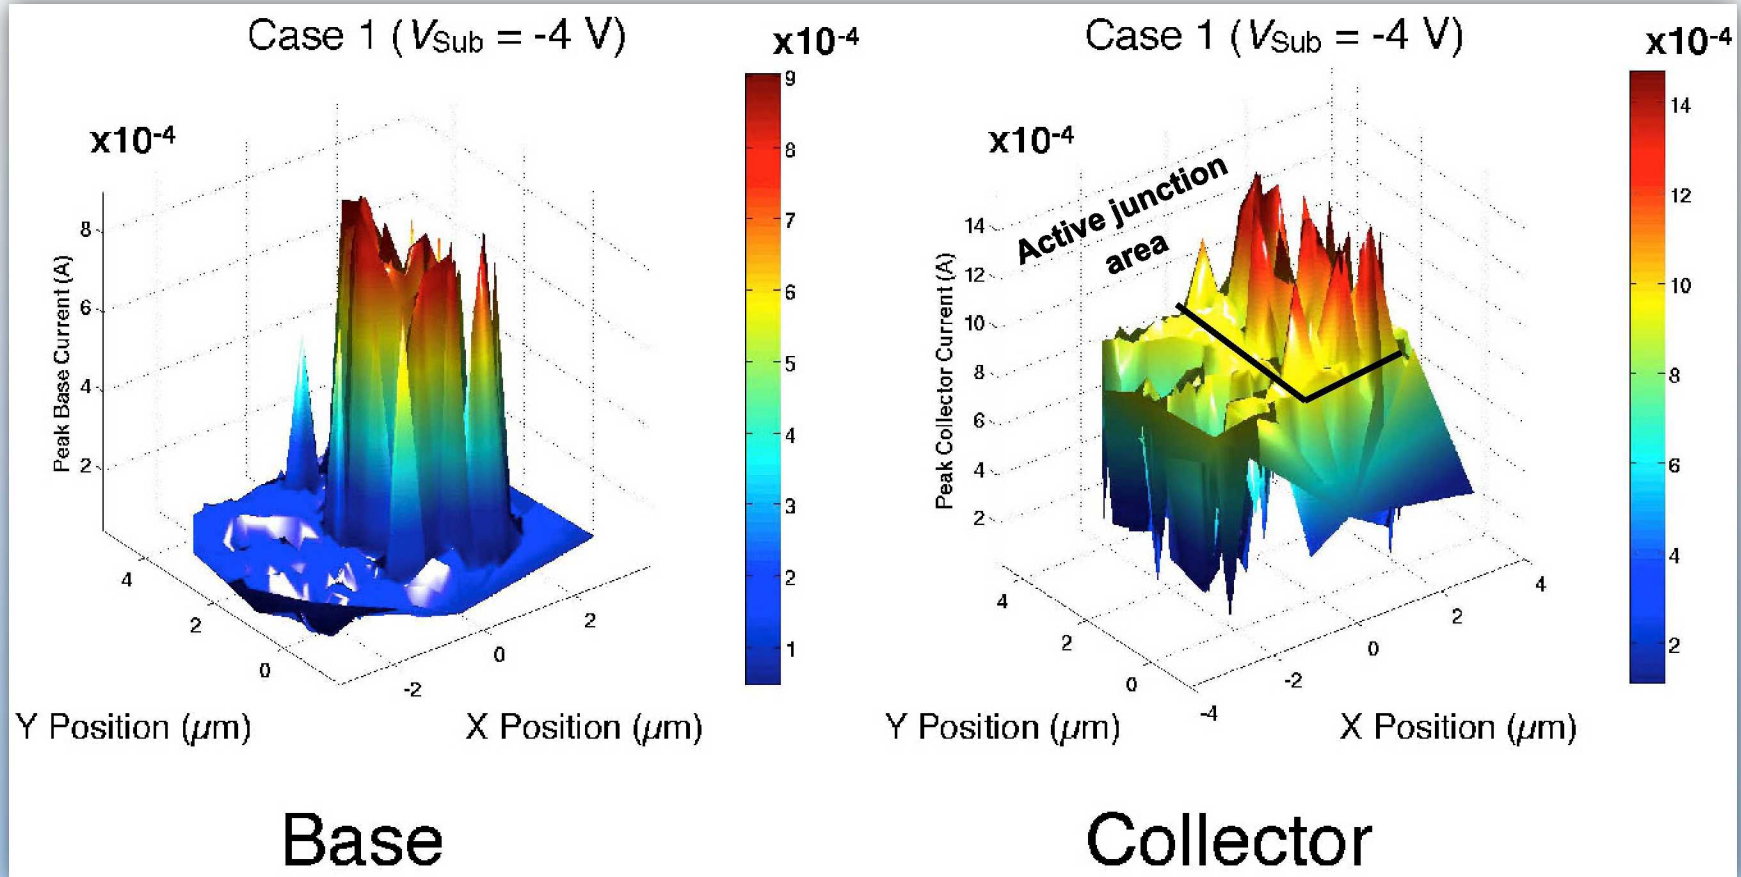 Case 1 (VSub = -4 V)
x10-4
x10-4
9
8
7
6
5
4
3
2
1
Peak Base Current (A)
8
6
4
2
4
2
0
-2
0
2
Y Position (µm)
X Position (µm)
Base
Case 1 (VSub = -4 V)
x10-4
x10-4
14
12
10
8
6
4
2
Active junction
area
Peak Collector Current (A)
14
12
10
8
6
4
2
4
2
0
-4
-2
0
2
4
Y Position (µm)
X Position (µm)
Collector